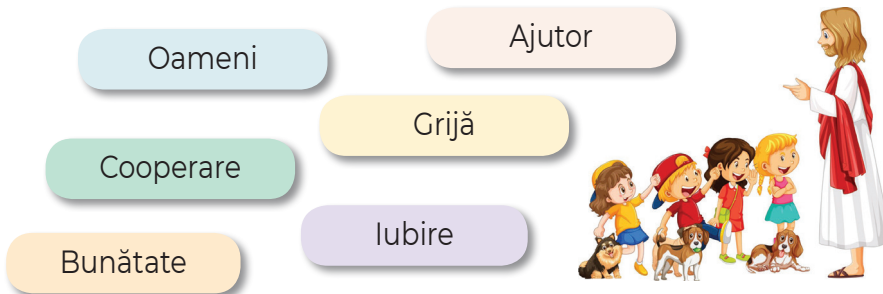 Oameni
Ajutor
Grijă
Cooperare
Iubire
Bunătate